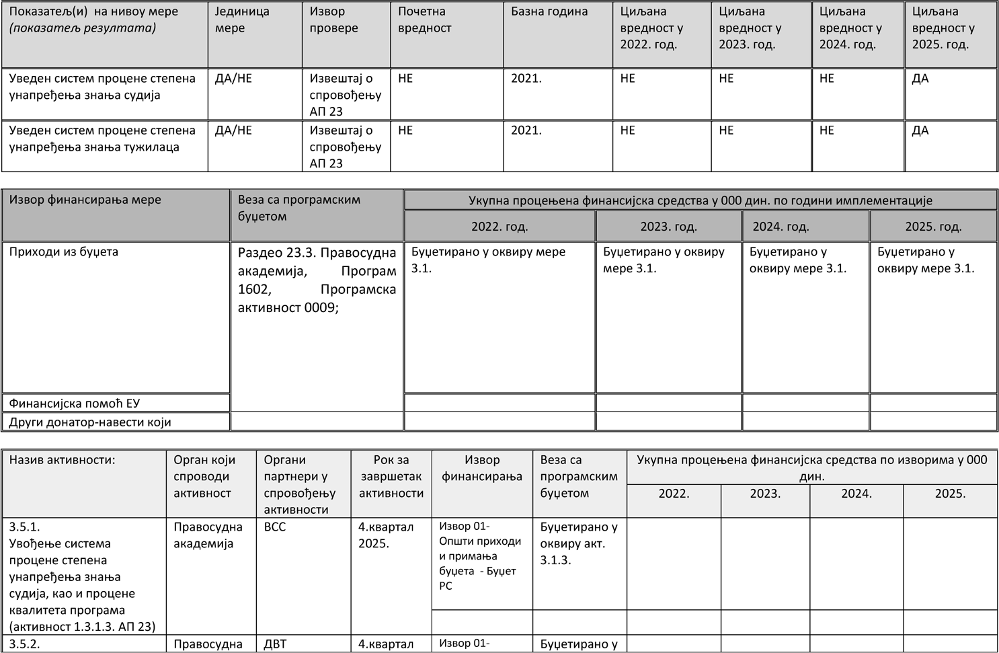 Показатељ(и) на нивоу мере
(показатељ резултата)
Јединица
мере
Извор
провере
Почетна
вредност
Базна година
Циљана
вредност у
2022. год.
Циљана
вредност у
2023. год.
Циљана
вредност у
2024. год.
Циљана
вредност у
2025. год.
Уведен систем процене степена
унапређења знања судија
ДА/НЕ
Извештај о
спровођењу
АП 23
НЕ
2021.
НЕ
НЕ
НЕ
ДА
Уведен систем процене степена
унапређења знања тужилаца
ДА/НЕ
Извештај о
спровођењу
АП 23
НЕ
2021.
НЕ
НЕ
НЕ
ДА
Извор финансирања мере
Веза са програмским
буџетом
Укупна процењена финансијска средства у 000 дин. по години имплементације
2022. год.
2023. год.
2024. год.
2025. год.
Приходи из буџета
Раздео 23.3. Правосудна
академија, Програм
1602, Програмска
активност 0009;
Буџетирано у оквиру мере
3.1.
Буџетирано у оквиру
мере 3.1.
Буџетирано у
оквиру мере 3.1.
Буџетирано у
оквиру мере 3.1.
Финансијска помоћ ЕУ
Други донатор-навести који
Назив активности:
Орган који
спроводи
активност
Органи
партнери у
спровођењу
активности
Рок за
завршетак
активности
Извор
финансирања
Веза са
програмским
буџетом
Укупна процењена финансијска средства по изворима у 000
дин.
2022.
2023.
2024.
2025.
3.5.1.
Увођење система
процене степена
унапређења знања
судија, као и процене
квалитета програма
(активност 1.3.1.3. АП 23)
Правосудна
академија
ВСС
4.квартал
2025.
Извор 01-
Општи приходи
и примања
буџета - Буџет
РС
Буџетирано у
оквиру акт.
3.1.3.
3.5.2.
Правосудна
ДВТ
4.квартал
Извор 01-
Буџетирано у